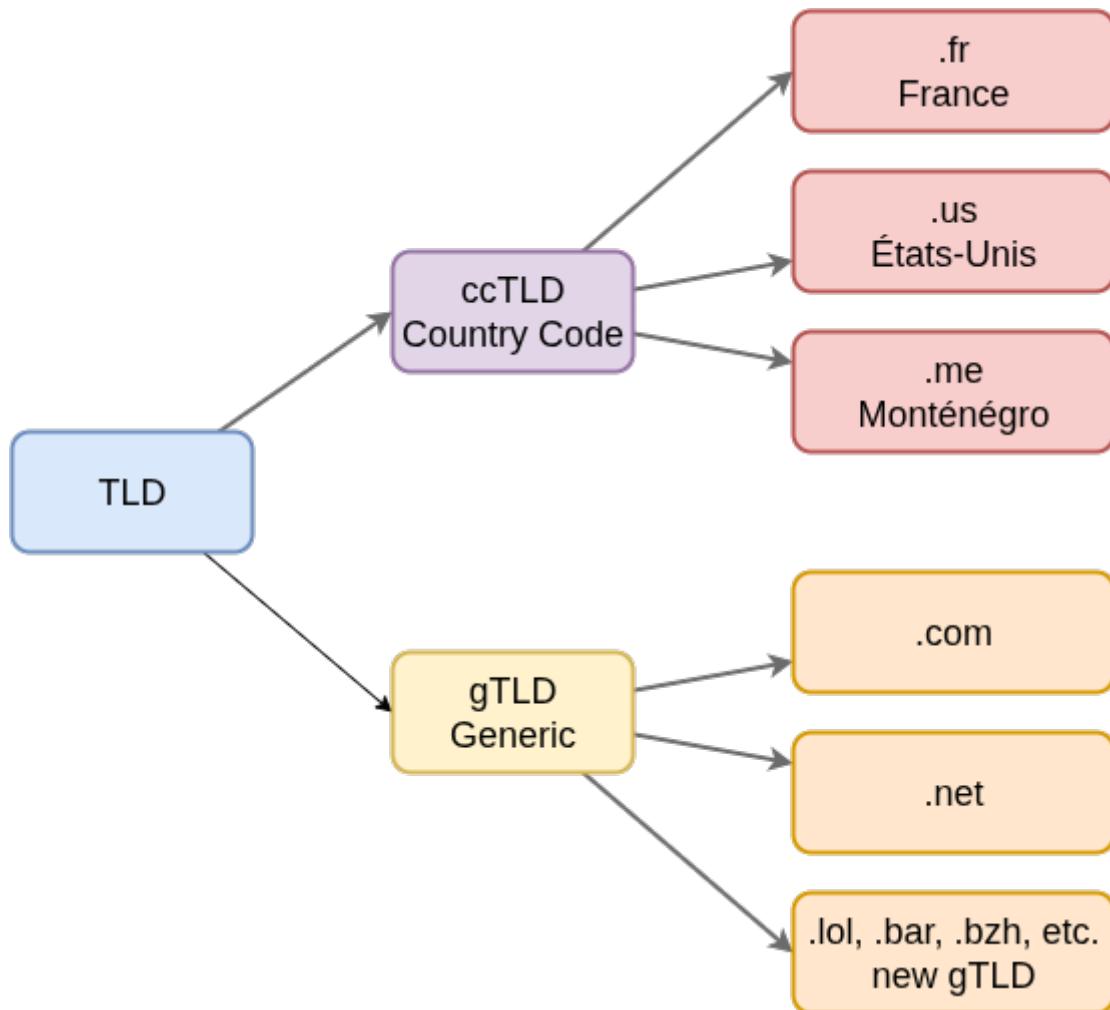 .fr
France
.us
États-Unis
ccTLD
Country Code
.me
Monténégro
TLD
.com
gTLD
Generic
.net
.lol, .bar, .bzh, etc.
new gTLD